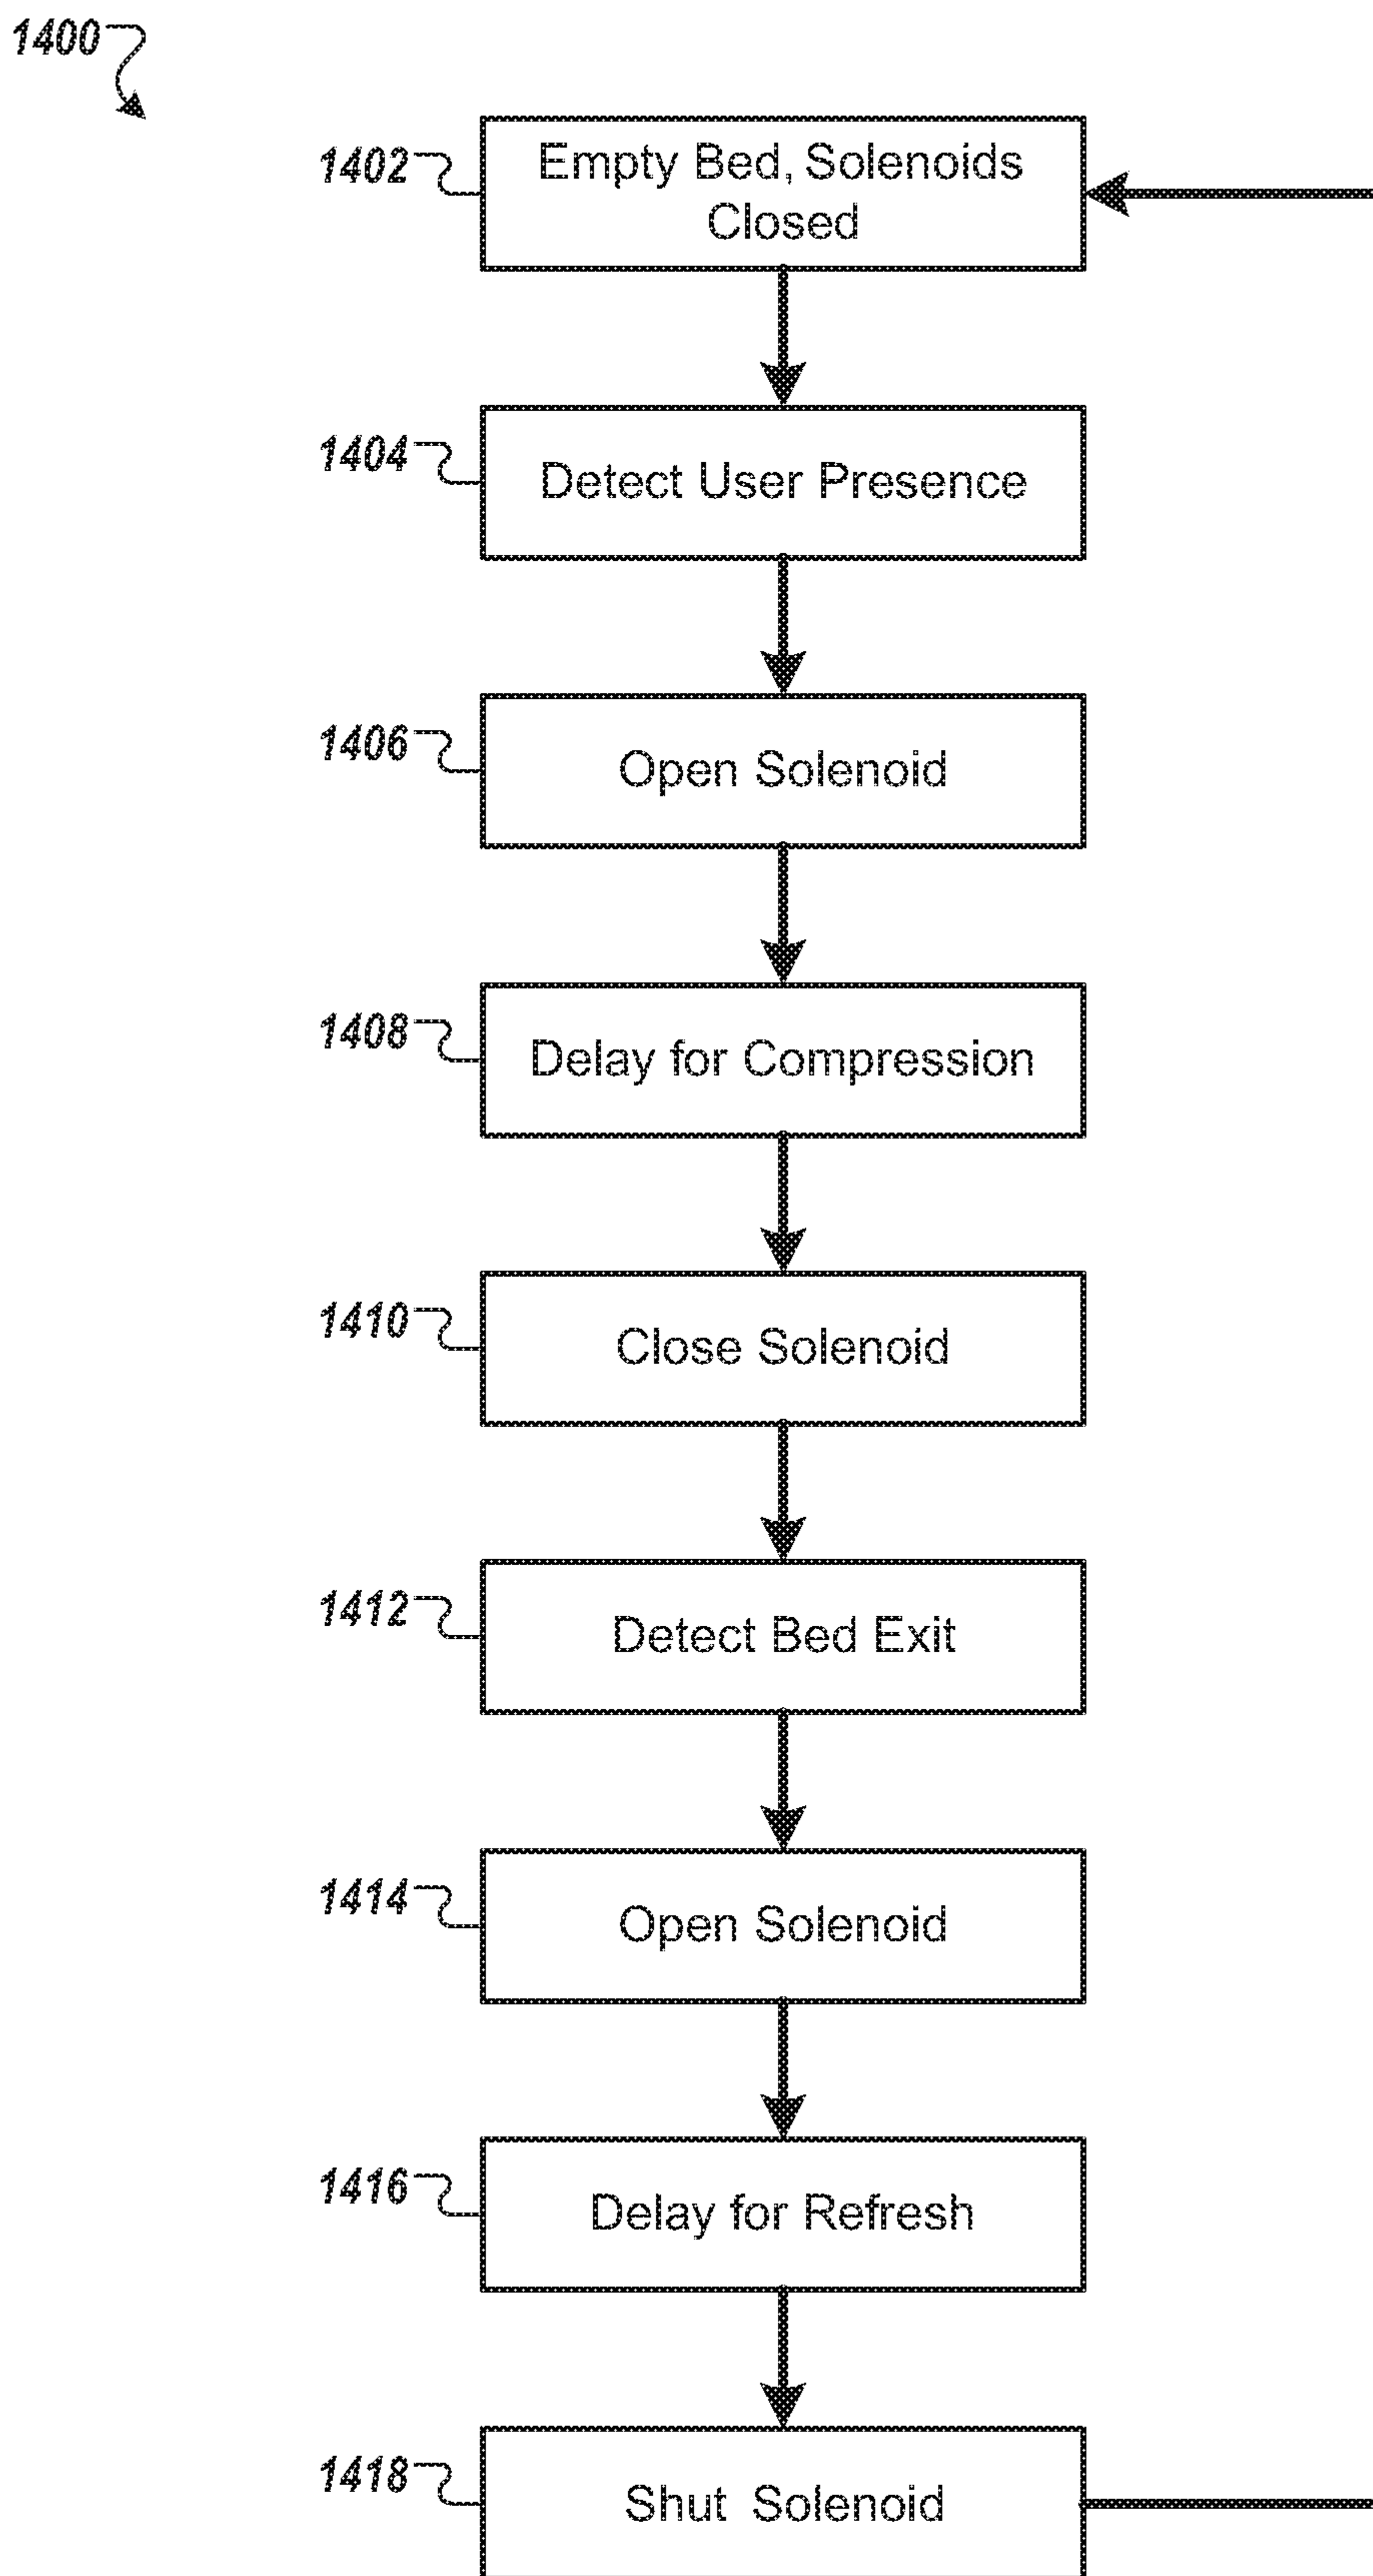 1400
1402
Empty Bed, Solenoids
Closed
1404
Detect User Presence
1406
Open Solenoid
1408
Delay for Compression
1410
Close Solenoid
1412
Detect Bed Exit
1414
Open Solenoid
1416
Delay for Refresh
1418
Shut Solenoid